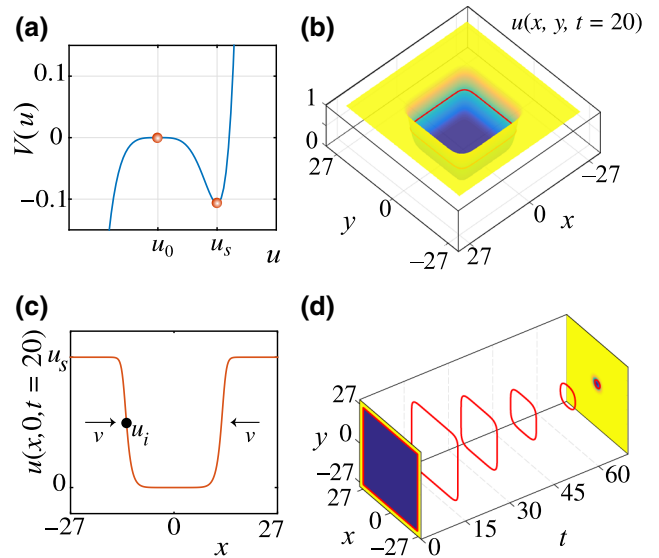 (a)
0.1
0
−0.1
V(u)
u0
us
u
(b)
u(x, y, t = 20)
1
0
27
0
−27
y
−27
0
27
x
(c)
us
0
u(x,0,t = 20)
v
ui
v
−27
0
27
x
(d)
27
0
−27
y
27
0
−27
x
0
15
30
45
60
t